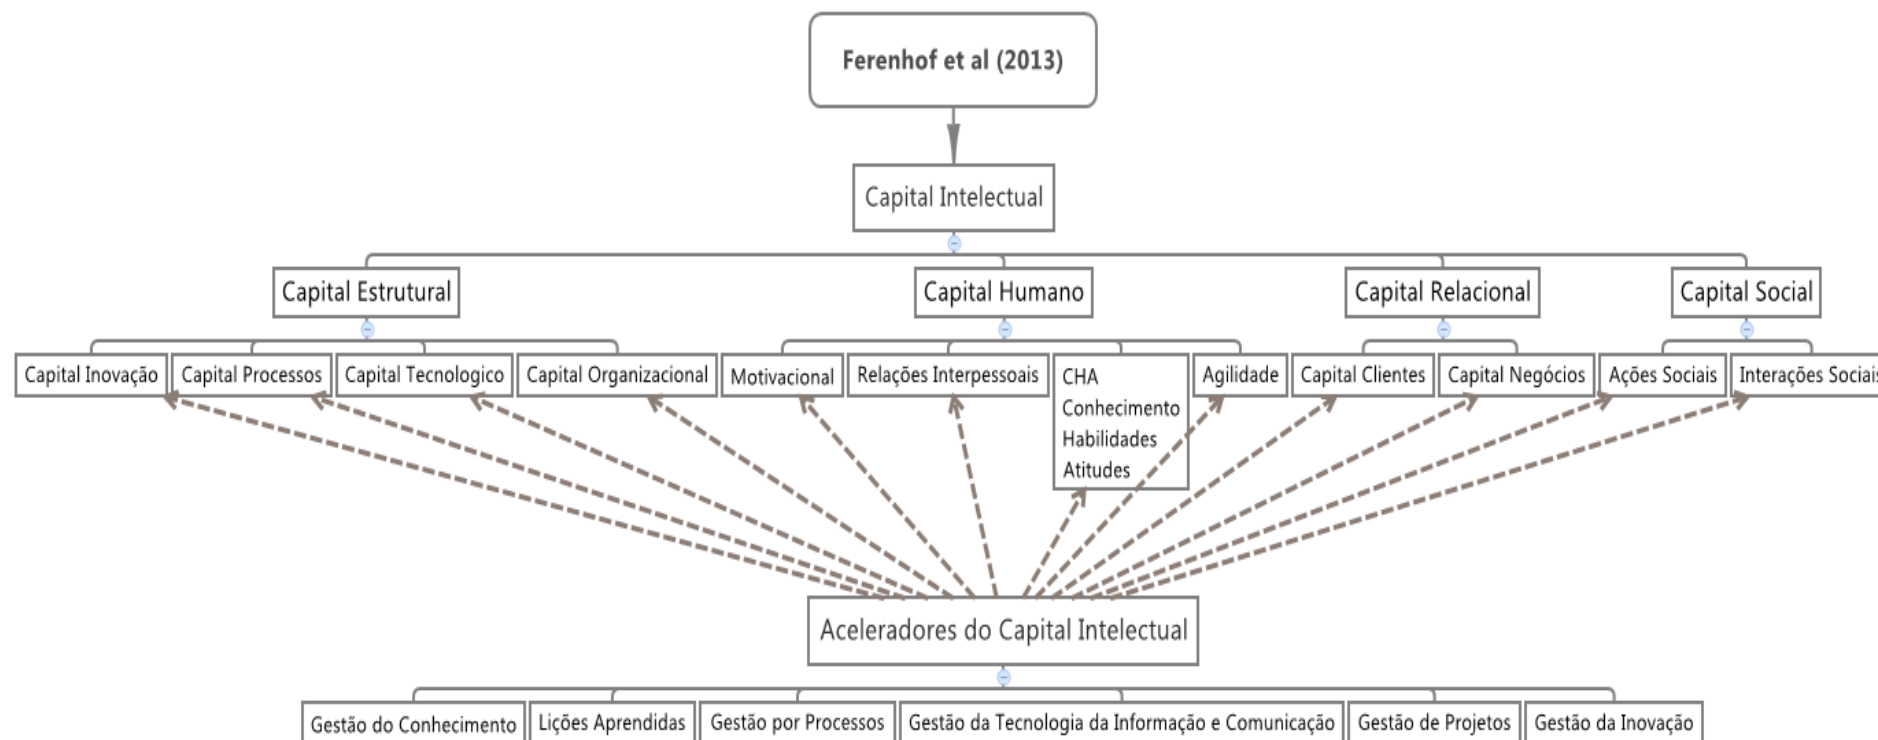 Ferenhof et al (2013)
Capital Intelectual
Capital Estrutural
Capital Humano
Capital Relacional
Capital Social
Capital Inovação
Capital Processos
Capital Tecnologico
Capital Organizacional
Motivacional
Relações Interpessoais
CHA
Conhecimento
Habilidades
Atitudes
Agilidade
Capital Clientes
Capital Negócios
Ações Sociais
Interações Sociais
Aceleradores do Capital Intelectual
Gestão do Conhecimento
Lições Aprendidas
Gestão por Processos
Gestão da Tecnologia da Informação e Comunicação
Gestão de Projetos
Gestão da Inovação